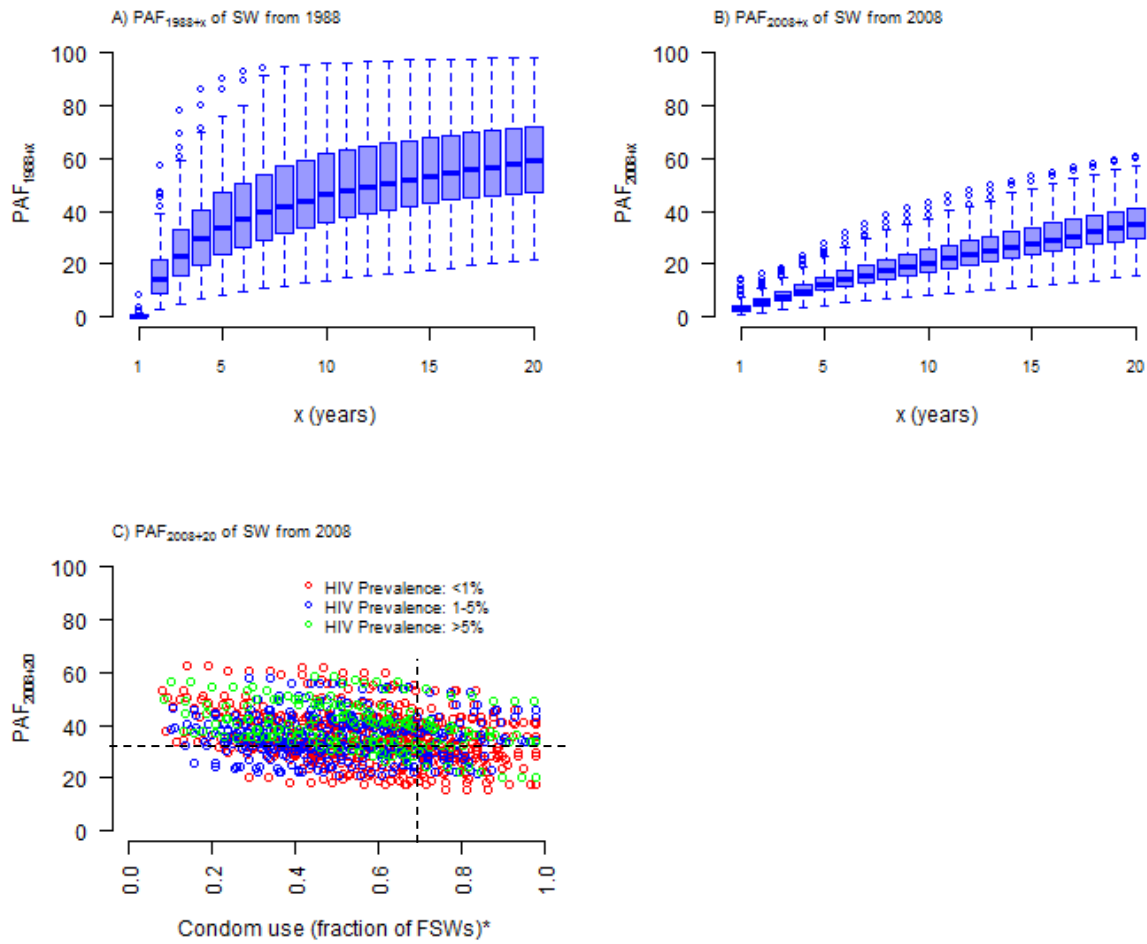 A) PAF1988+x of SW from 1988
PAF1988+x
100
80
60
40
20
0
1
5
10
15
20
x (years)
B) PAF2008+x of SW from 2008
PAF2008+x
100
80
60
40
20
0
1
5
10
15
20
x (years)
C) PAF2008+20 of SW from 2008
PAF2008+20
100
80
60
40
20
0
HIV Prevalence: <1%
HIV Prevalence: 1-5%
HIV Prevalence: >5%
0.0
0.2
0.4
0.6
0.8
1.0
Condom use (fraction of FSWs)*